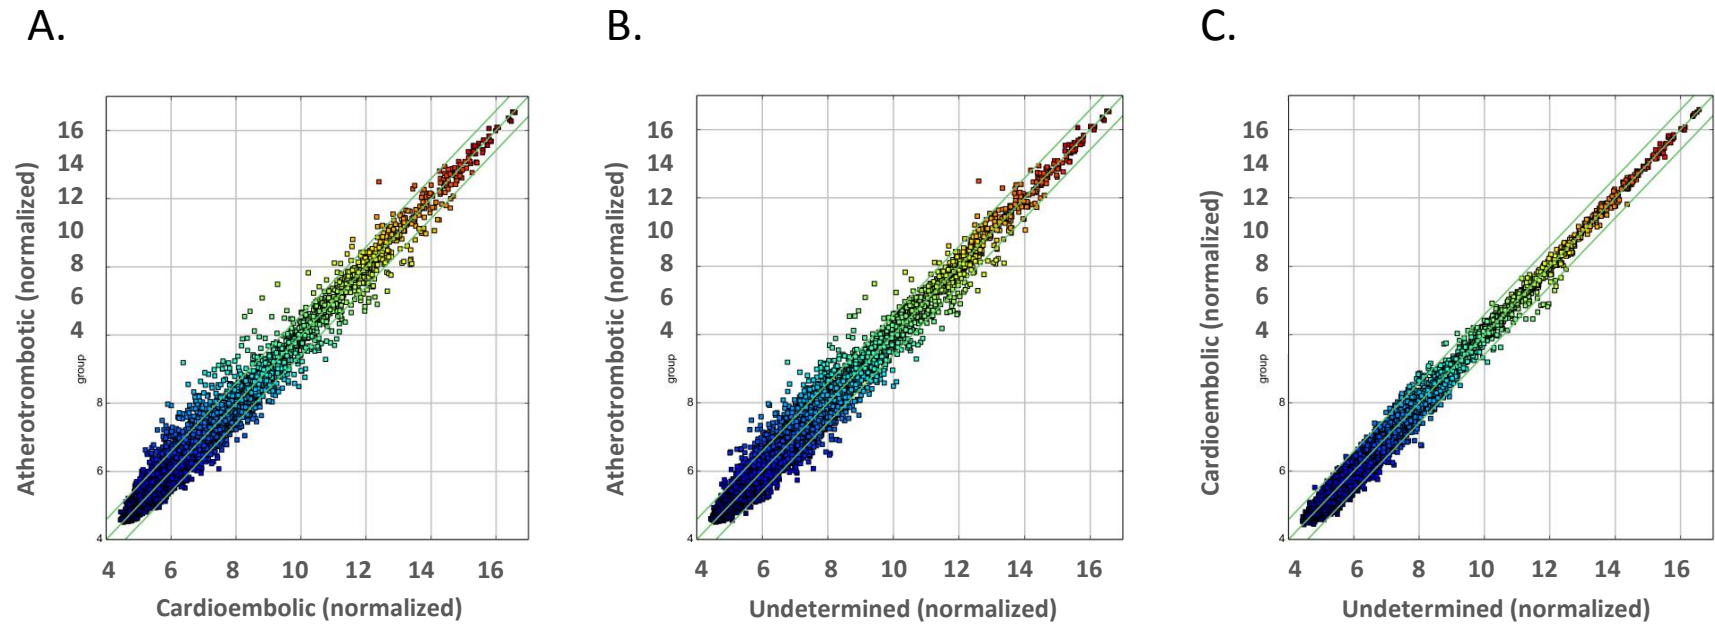 A.
B.
C.
Atherotrombotic (normalized)
16
14
12
10
8
6
4
group
8
6
4
4 6 8 10 12 14 16
Cardioembolic (normalized)
Atherotrombotic (normalized)
16
14
12
10
8
6
4
group
8
6
4
4 6 8 10 12 14 16
Undetermined (normalized)
Cardioembolic (normalized)
16
14
12
10
8
6
4
group
8
6
4
4 6 8 10 12 14 16
Undetermined (normalized)